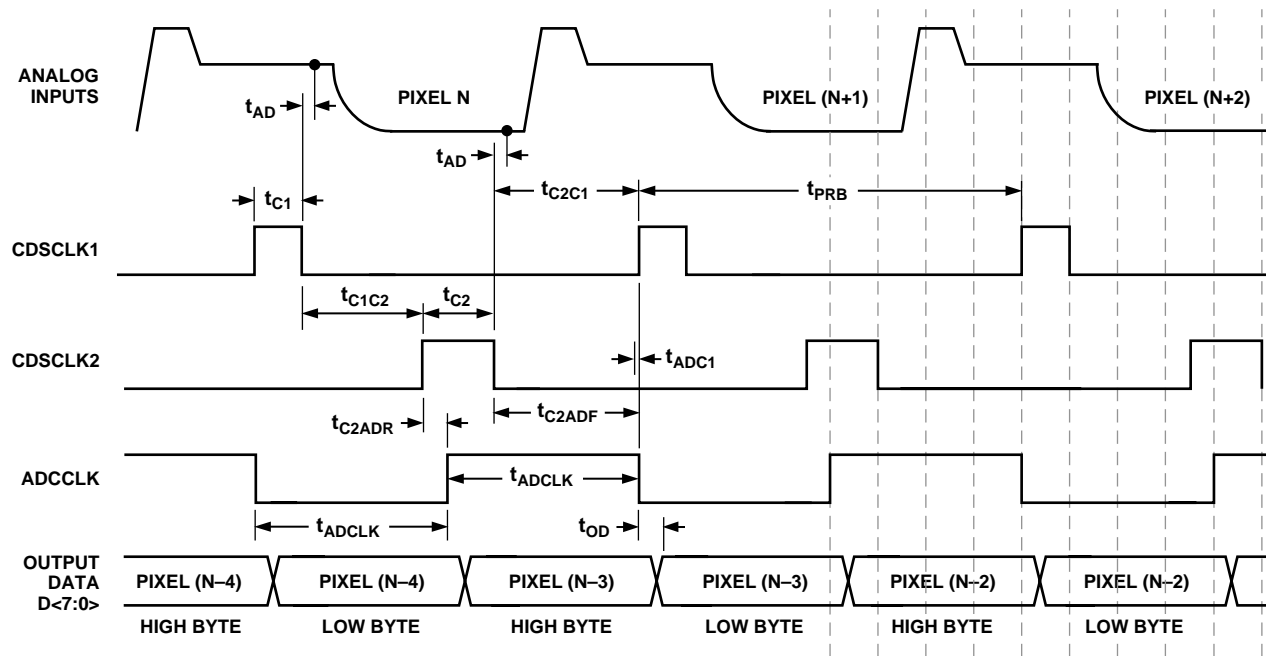 ANALOG
INPUTS
PIXEL N
PIXEL (N+1)
PIXEL (N+2)
tAD
tAD
tC1
tC2C1
tPRB
CDSCLK1
tC1C2
tC2
CDSCLK2
tADC1
tC2ADR
tC2ADF
ADCCLK
tADCLK
tADCLK
tOD
OUTPUT
DATA
D<7:0>
PIXEL (N–4)
PIXEL (N–4)
PIXEL (N–3)
PIXEL (N–3)
PIXEL (N–2)
PIXEL (N–2)
HIGH BYTE
LOW BYTE
HIGH BYTE
LOW BYTE
HIGH BYTE
LOW BYTE